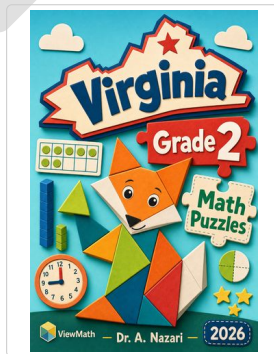 Virginia
Grade 2
Math
Puzzles
ViewMath
— Dr. A. Nazari —
2026